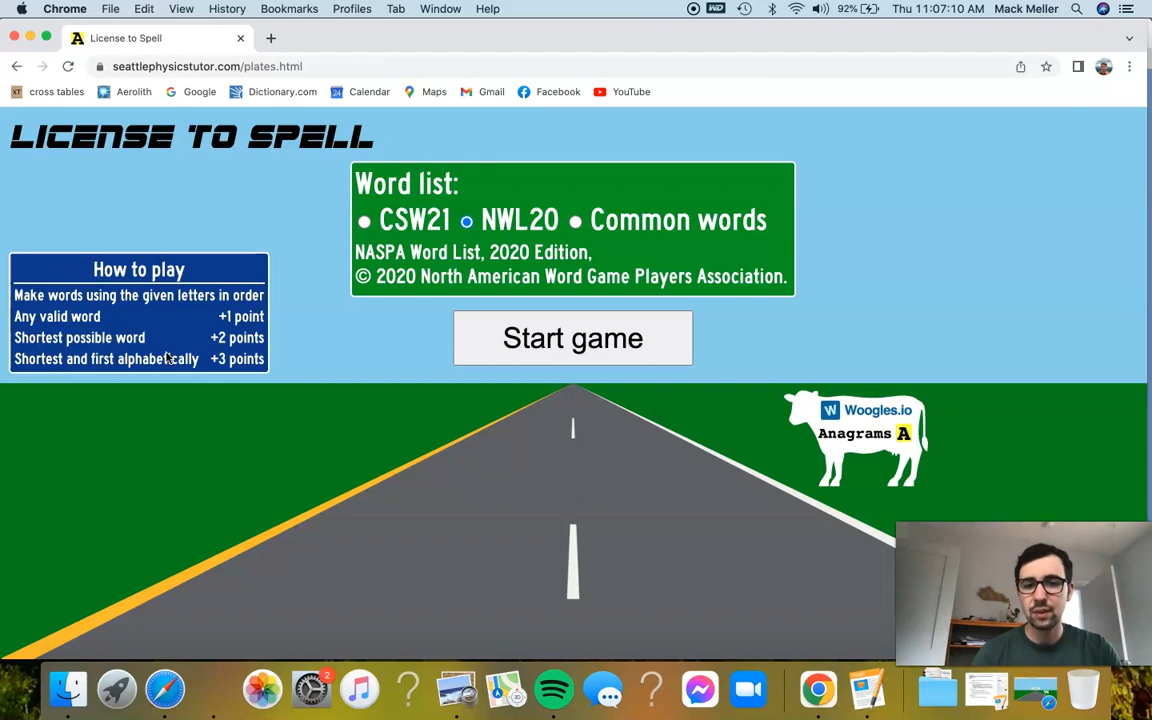 Chrome File Edit View History Bookmarks Profiles Tab Window Help WD 92% Thu 11:07:10 AM Mack Meller
A License to Spell
seattlephysicstutor.com/plates.html
XT cross tables Aerolith G Google Dictionary.com 24 Calendar Maps Gmail Facebook YouTube
LICENSE TO SPELL
Word list:
CSW21 NWL20 Common words
NASPA Word List, 2020 Edition,
© 2020 North American Word Game Players Association.
How to play
Make words using the given letters in order
Any valid word +1 point
Shortest possible word +2 points
Shortest and first alphabetically +3 points
Start game
W Woogles.io
Anagrams A
2